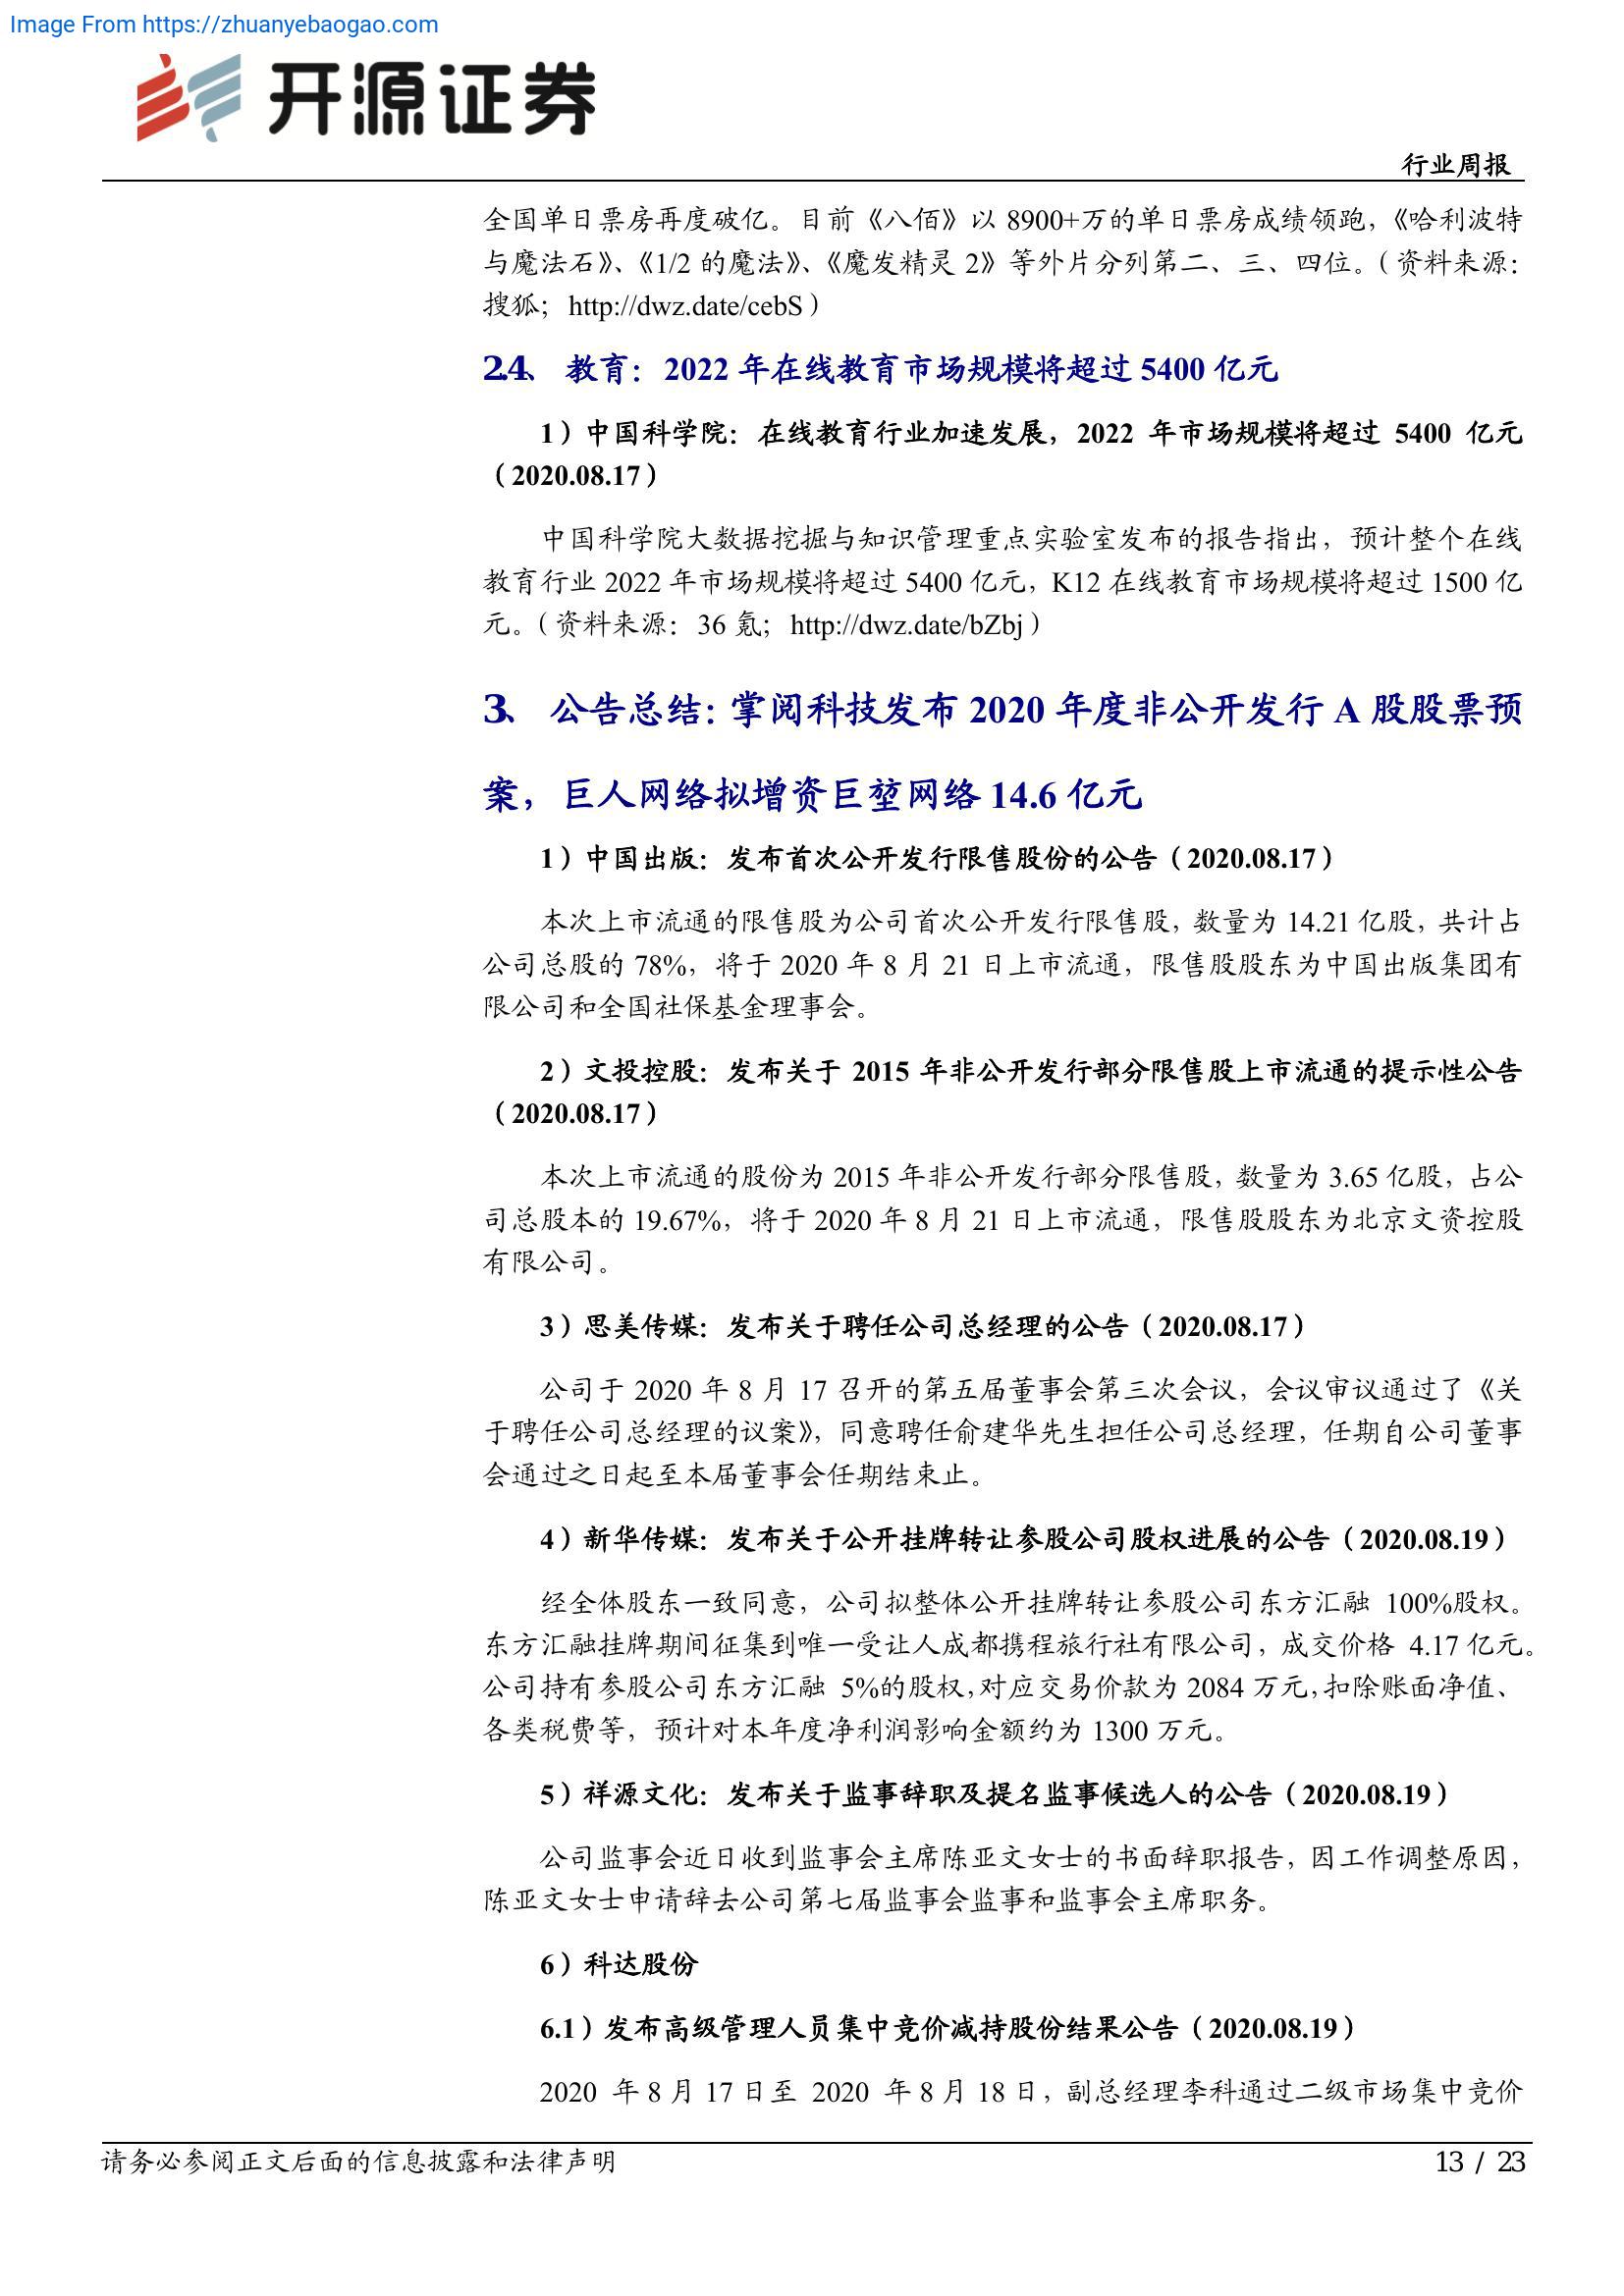 Image From https://zhuanyebaogao.com
开源证券
行业周报
全国单日票房再度破亿。目前《八佰》以 8900+万的单日票房成绩领跑，《哈利波特
与魔法石》、《1/2 的魔法》、《魔发精灵 2》等外片分列第二、三、四位。（资料来源：
搜狐；http://dwz.date/cebS）
2.4、 教育：2022 年在线教育市场规模将超过 5400 亿元
1）中国科学院：在线教育行业加速发展，2022 年市场规模将超过 5400 亿元
（2020.08.17）
中国科学院大数据挖掘与知识管理重点实验室发布的报告指出，预计整个在线
教育行业 2022 年市场规模将超过 5400 亿元，K12 在线教育市场规模将超过 1500 亿
元。（资料来源：36 氪；http://dwz.date/bZbj）
3、 公告总结：掌阅科技发布 2020 年度非公开发行 A 股股票预
案，巨人网络拟增资巨堃网络 14.6 亿元
1）中国出版：发布首次公开发行限售股份的公告（2020.08.17）
本次上市流通的限售股为公司首次公开发行限售股，数量为 14.21 亿股，共计占
公司总股的 78%，将于 2020 年 8 月 21 日上市流通，限售股股东为中国出版集团有
限公司和全国社保基金理事会。
2）文投控股：发布关于 2015 年非公开发行部分限售股上市流通的提示性公告
（2020.08.17）
本次上市流通的股份为 2015 年非公开发行部分限售股，数量为 3.65 亿股，占公
司总股本的 19.67%，将于 2020 年 8 月 21 日上市流通，限售股股东为北京文资控股
有限公司。
3）思美传媒：发布关于聘任公司总经理的公告（2020.08.17）
公司于 2020 年 8 月 17 召开的第五届董事会第三次会议，会议审议通过了《关
于聘任公司总经理的议案》，同意聘任俞建华先生担任公司总经理，任期自公司董事
会通过之日起至本届董事会任期结束止。
4）新华传媒：发布关于公开挂牌转让参股公司股权进展的公告（2020.08.19）
经全体股东一致同意，公司拟整体公开挂牌转让参股公司东方汇融 100%股权。
东方汇融挂牌期间征集到唯一受让人成都携程旅行社有限公司，成交价格 4.17 亿元。
公司持有参股公司东方汇融 5%的股权，对应交易价款为 2084 万元，扣除账面净值、
各类税费等，预计对本年度净利润影响金额约为 1300 万元。
5）祥源文化：发布关于监事辞职及提名监事候选人的公告（2020.08.19）
公司监事会近日收到监事会主席陈亚文女士的书面辞职报告，因工作调整原因，
陈亚文女士申请辞去公司第七届监事会监事和监事会主席职务。
6）科达股份
6.1）发布高级管理人员集中竞价减持股份结果公告（2020.08.19）
2020 年 8 月 17 日至 2020 年 8 月 18 日，副总经理李科通过二级市场集中竞价
请务必参阅正文后面的信息披露和法律声明
13 / 23